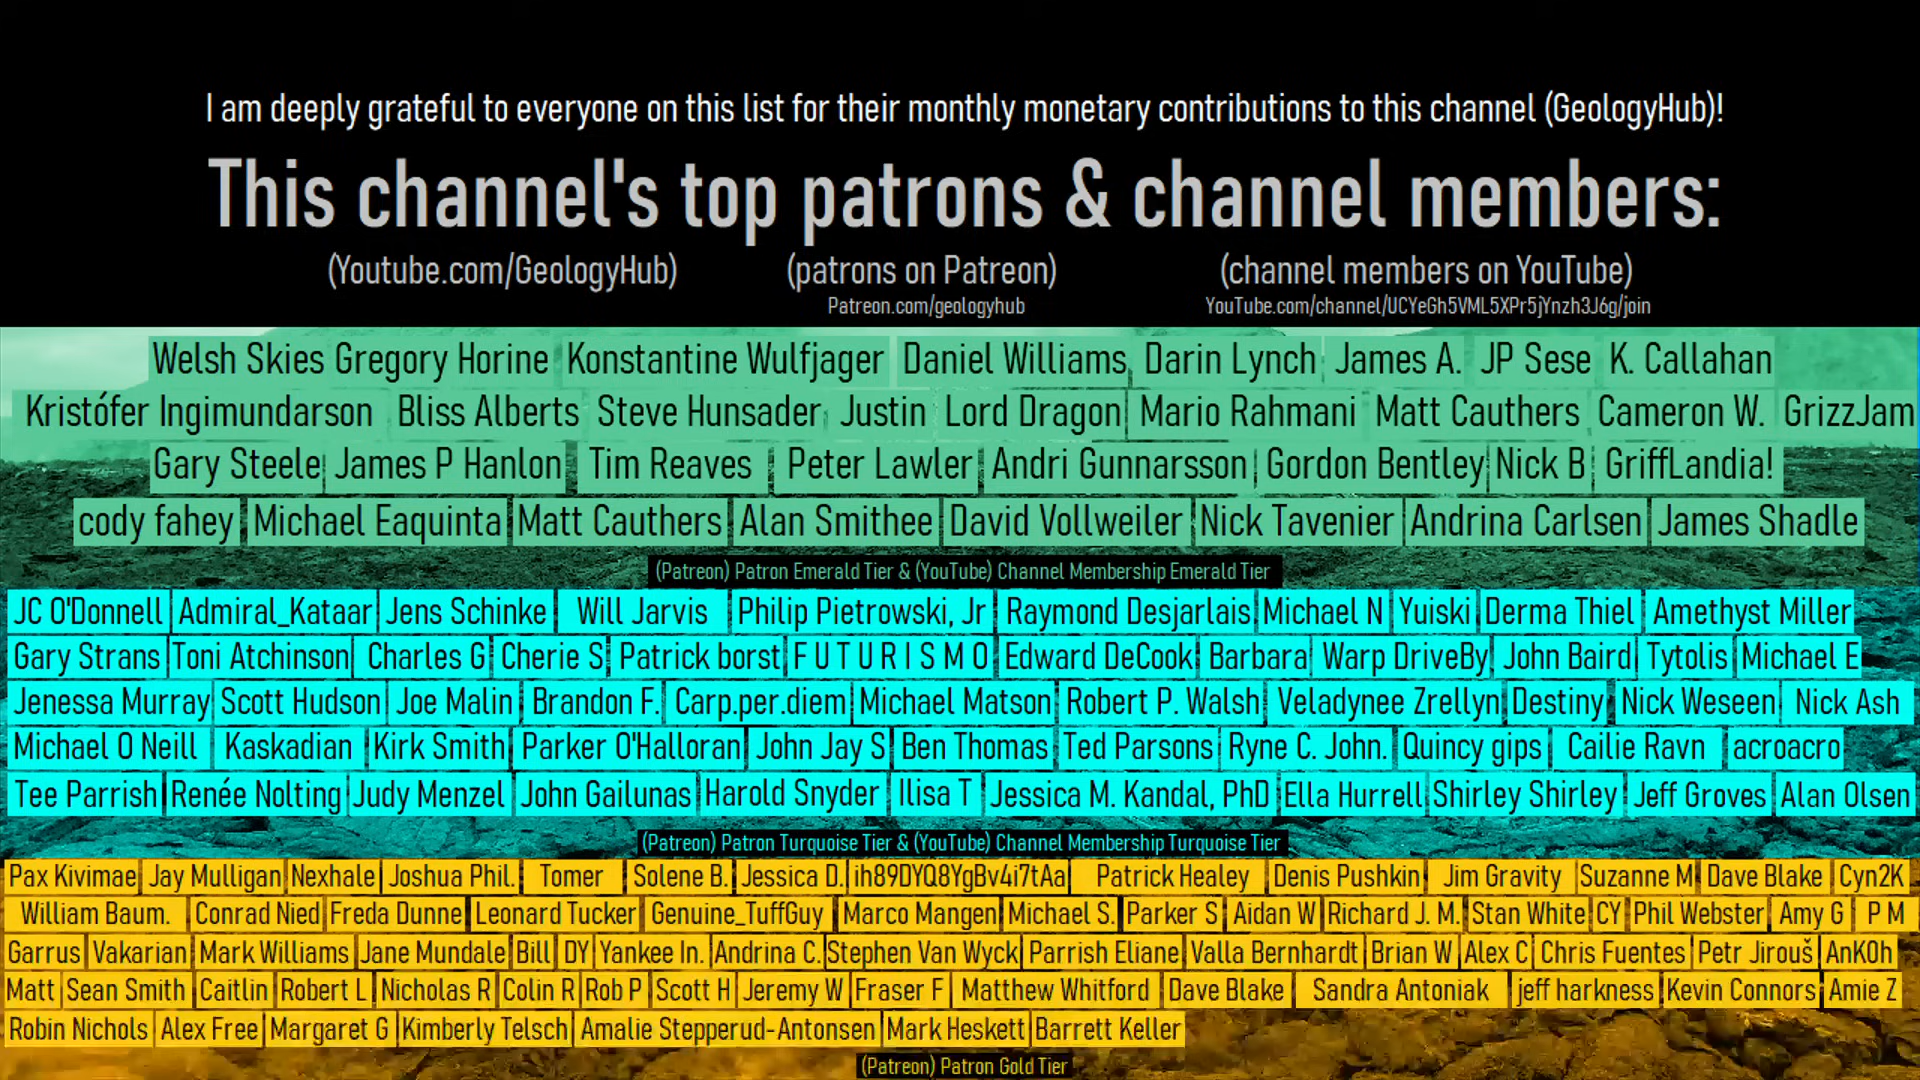 I am deeply grateful to everyone on this list for their monthly monetary contributions to this channel (GeologyHub)!
This channel's top patrons & channel members:
(Youtube.com/GeologyHub) (patrons on Patreon) (channel members on YouTube)
Patreon.com/geologyhub YouTube.com/channel/UCYeGh5VML5XPr5jYnzh3J6g/join
Welsh Skies Gregory Horine Konstantine Wulfjager Daniel Williams Darin Lynch James A. JP Sese K. Callahan
Kristófer Ingimundarson Bliss Alberts Steve Hunsader Justin Lord Dragon Mario Rahmani Matt Cauthers Cameron W. GrizzJam
Gary Steele James P Hanlon Tim Reaves Peter Lawler Andri Gunnarsson Gordon Bentley Nick B GriffLandia!
cody fahey Michael Eaquinta Matt Cauthers Alan Smithee David Vollweiler Nick Tavenier Andrina Carlsen James Shadle
(Patreon) Patron Emerald Tier & (YouTube) Channel Membership Emerald Tier
JC O'Donnell Admiral_Kataar Jens Schinke Will Jarvis Philip Pietrowski, Jr Raymond Desjarlais Michael N Yuiski Derma Thiel Amethyst Miller
Gary Strans Toni Atchinson Charles G Cherie S Patrick borst F U T U R I S M O Edward DeCook Barbara Warp DriveBy John Baird Tytolis Michael E
Jenessa Murray Scott Hudson Joe Malin Brandon F. Carp.per.diem Michael Matson Robert P. Walsh Veladynee Zrellyn Destiny Nick Weseen Nick Ash
Michael O Neill Kaskadian Kirk Smith Parker O'Halloran John Jay S Ben Thomas Ted Parsons Ryne C. John. Quincy gips Cailie Ravn acroacro
Tee Parrish Renée Nolting Judy Menzel John Gailunas Harold Snyder Ilisa T Jessica M. Kandal, PhD Ella Hurrell Shirley Shirley Jeff Groves Alan Olsen
(Patreon) Patron Turquoise Tier & (YouTube) Channel Membership Turquoise Tier
Pax Kivimae Jay Mulligan Nexhale Joshua Phil. Tomer Solene B. Jessica D. ih89DYQ8YgBv4i7tAa Patrick Healey Denis Pushkin Jim Gravity Suzanne M Dave Blake Cyn2K
William Baum. Conrad Nied Freda Dunne Leonard Tucker Genuine_TuffGuy Marco Mangen Michael S. Parker S Aidan W Richard J. M. Stan White CY Phil Webster Amy G P M
Garrus Vakarian Mark Williams Jane Mundale Bill DY Yankee In. Andrina C. Stephen Van Wyck Parrish Eliane Valla Bernhardt Brian W Alex C Chris Fuentes Petr Jirouš AnK0h
Matt Sean Smith Caitlin Robert L Nicholas R Colin R Rob P Scott H Jeremy W Fraser F Matthew Whitford Dave Blake Sandra Antoniak jeff harkness Kevin Connors Amie Z
Robin Nichols Alex Free Margaret G Kimberly Telsch Amalie Stepperud-Antonsen Mark Heskett Barrett Keller
(Patreon) Patron Gold Tier